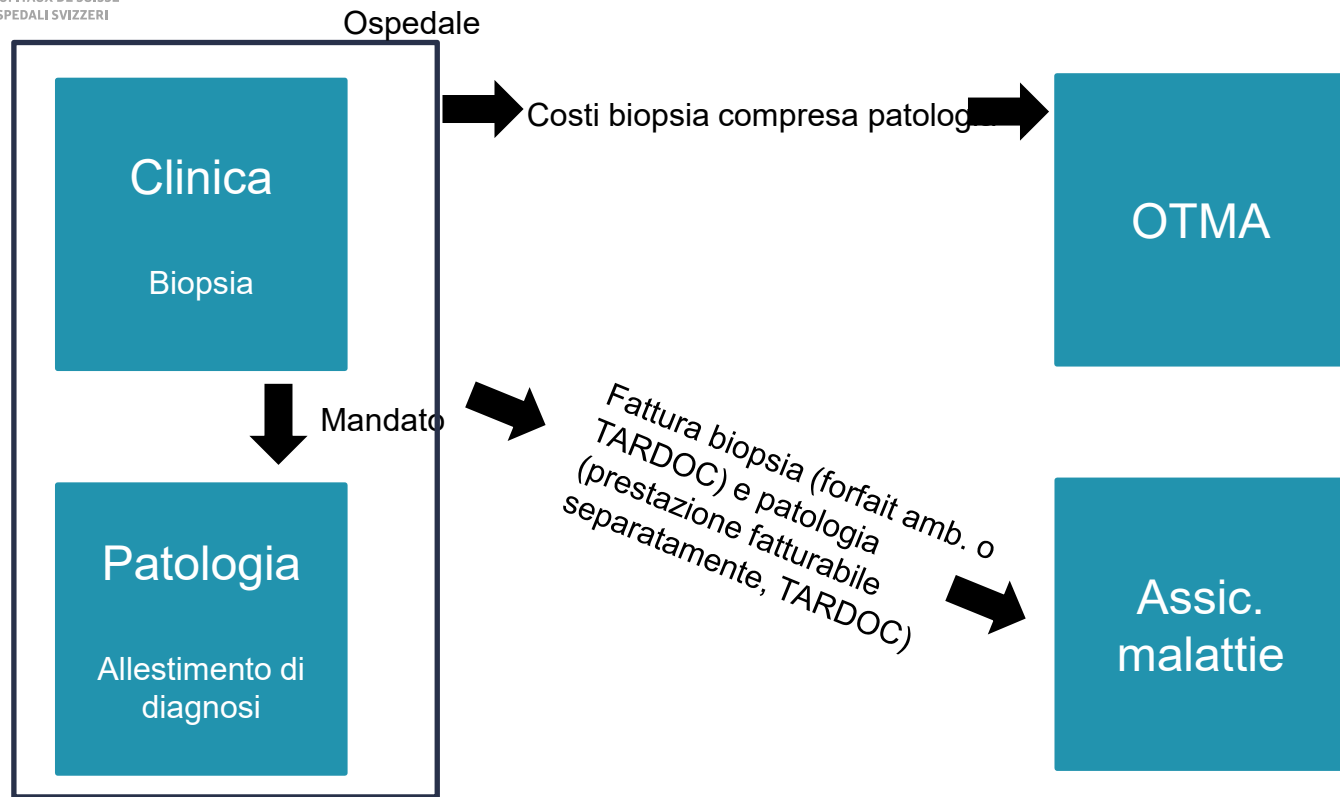 SPEDALI SVIZZERI
Ospedale
Clinica
Biopsia
Costi biopsia compresa patologia
OTMA
Mandato
Fattura biopsia (forfait amb. o
TARDOC) e patologia
(prestazione fatturabile
separatamente, TARDOC)
Patologia
Allestimento di
diagnosi
Assic.
malattie